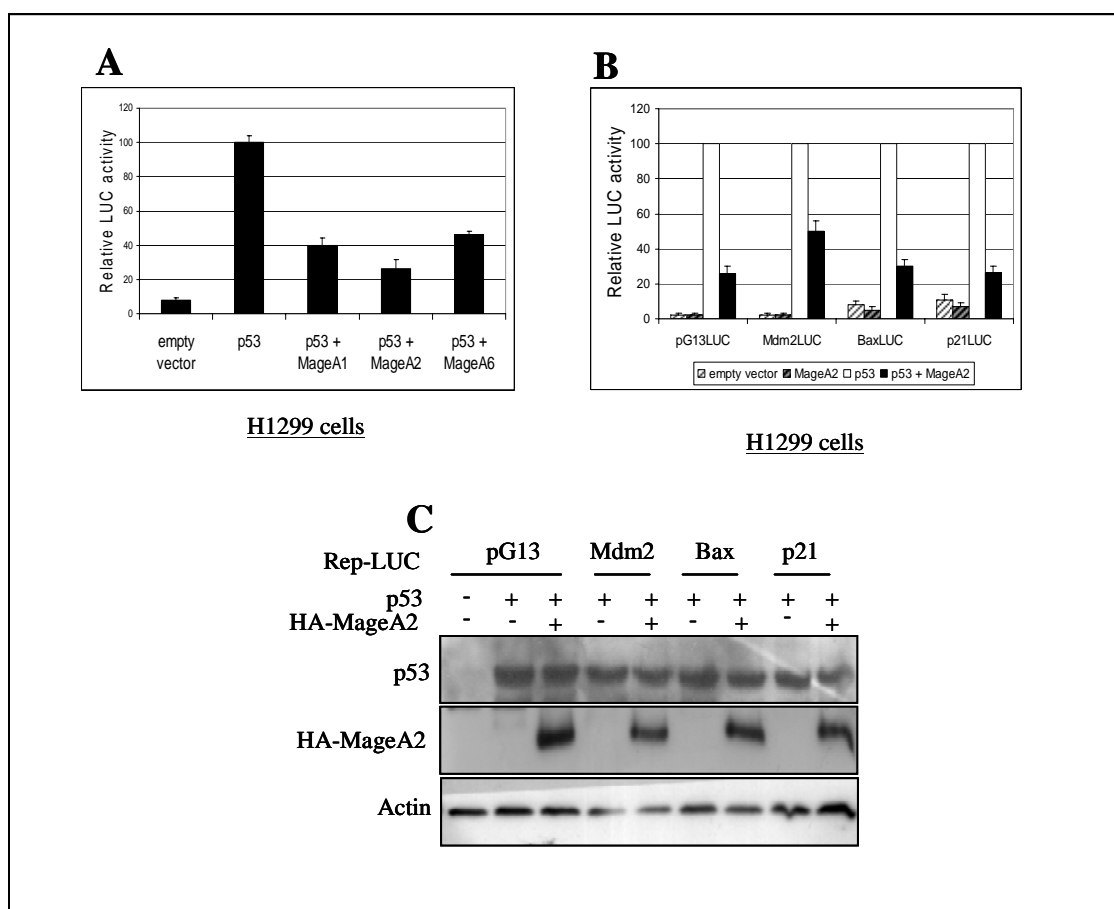 A
120
100
80
60
40
20
0
Relative LUC activity
empty vector
p53
p53 + MageA1
p53 + MageA2
p53 + MageA6
H1299 cells
B
120
100
80
60
40
20
0
Relative LUC activity
pG13LUC Mdm2LUC BaxLUC p21LUC
empty vector MageA2 p53 p53 + MageA2
H1299 cells
C
Rep-LUC pG13 Mdm2 Bax p21
p53 - + + + + + + + +
HA-MageA2 - - + - + - + - +
p53
HA-MageA2
Actin